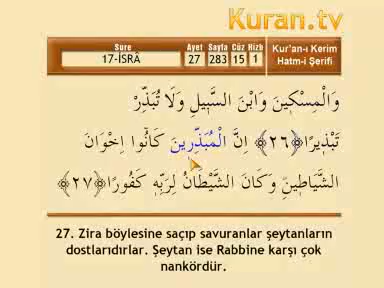 Kuran.tv
Sure Ayet Sayfa Cüz Hizb
17-İSRÂ 27 283 15 1
Kur'an-ı Kerim
Hatm-i Şerifi
وَالْمِسْكٖينَ وَابْنَ السَّبٖيلِ وَلَا تُبَذِّرْ
تَبْذٖيرًا ﴿٢٦﴾ اِنَّ الْمُبَذِّرٖينَ كَانُٓوا اِخْوَانَ
الشَّيَاطٖينِ وَكَانَ الشَّيْطَانُ لِرَبِّهٖ كَفُورًا ﴿٢٧﴾
27. Zira böylesine saçıp savuranlar şeytanların
dostlarıdırlar. Şeytan ise Rabbine karşı çok
nankördür.